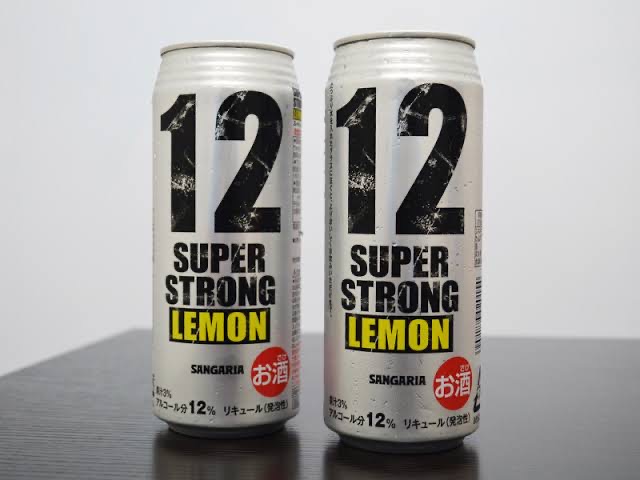 12
SUPER
STRONG
LEMON
SANGARIA
お酒
果汁3%
アルコール分12% リキュール(発泡性)
12
SUPER
STRONG
LEMON
SANGARIA
さけ
お酒
果汁3%
アルコール分12% リキュール(発泡性)